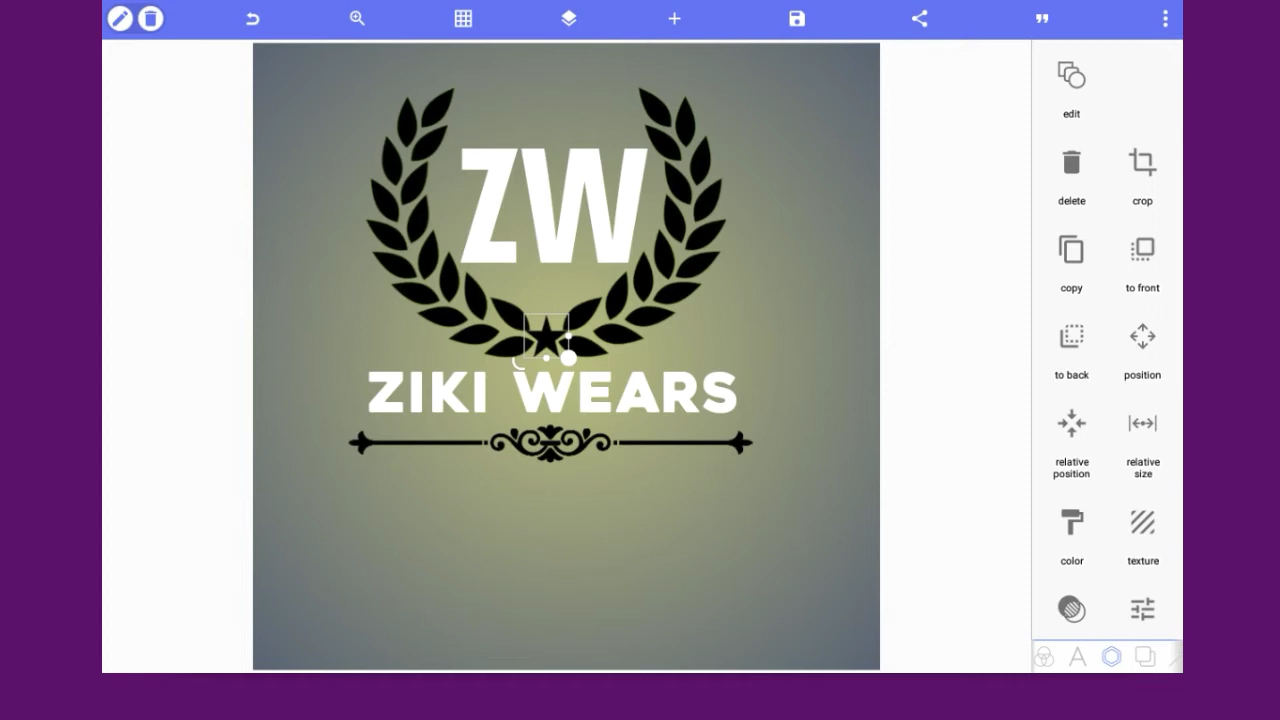 edit
ZW
delete
crop
copy
to front
to back
position
ZIKI WEARS
relative position
relative size
color
texture